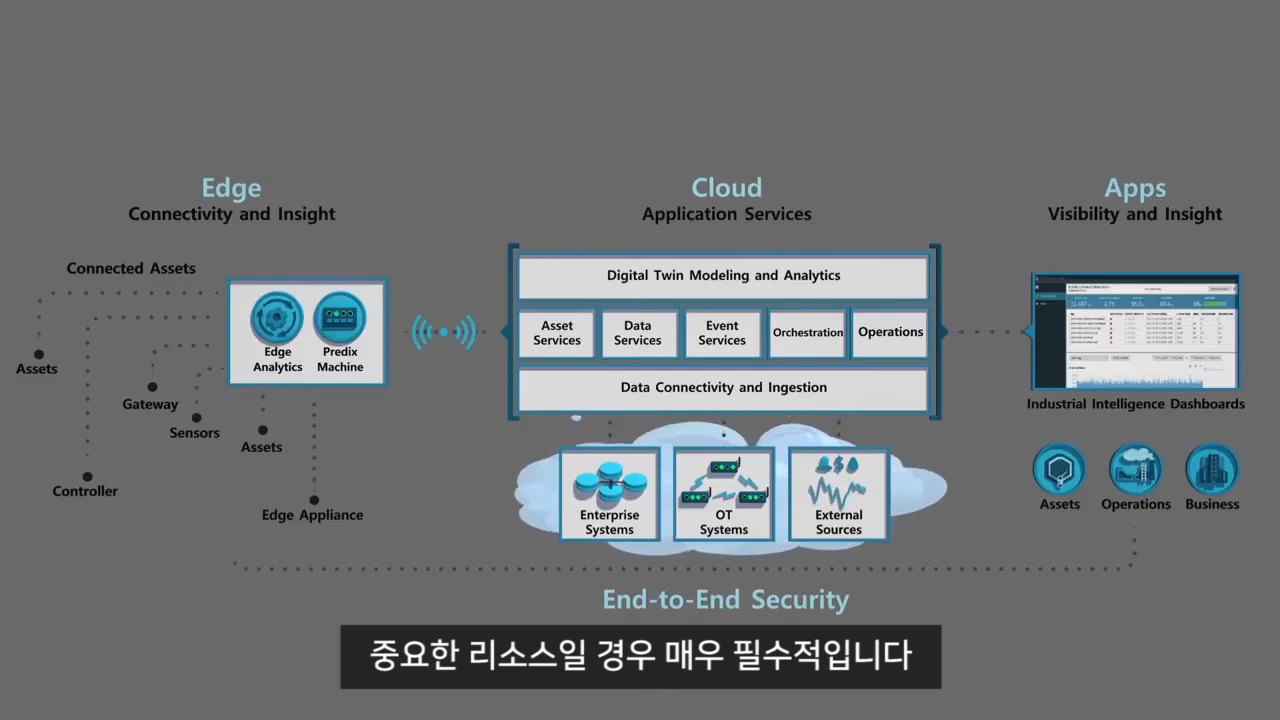 Edge
Connectivity and Insight
Connected Assets
Assets
Gateway
Sensors
Assets
Controller
Edge Appliance
Edge
Analytics
Predix
Machine
Cloud
Application Services
Digital Twin Modeling and Analytics
Asset
Services
Data
Services
Event
Services
Orchestration
Operations
Data Connectivity and Ingestion
Enterprise
Systems
OT
Systems
External
Sources
Apps
Visibility and Insight
Industrial Intelligence Dashboards
Assets
Operations
Business
End-to-End Security
중요한 리소스일 경우 매우 필수적입니다